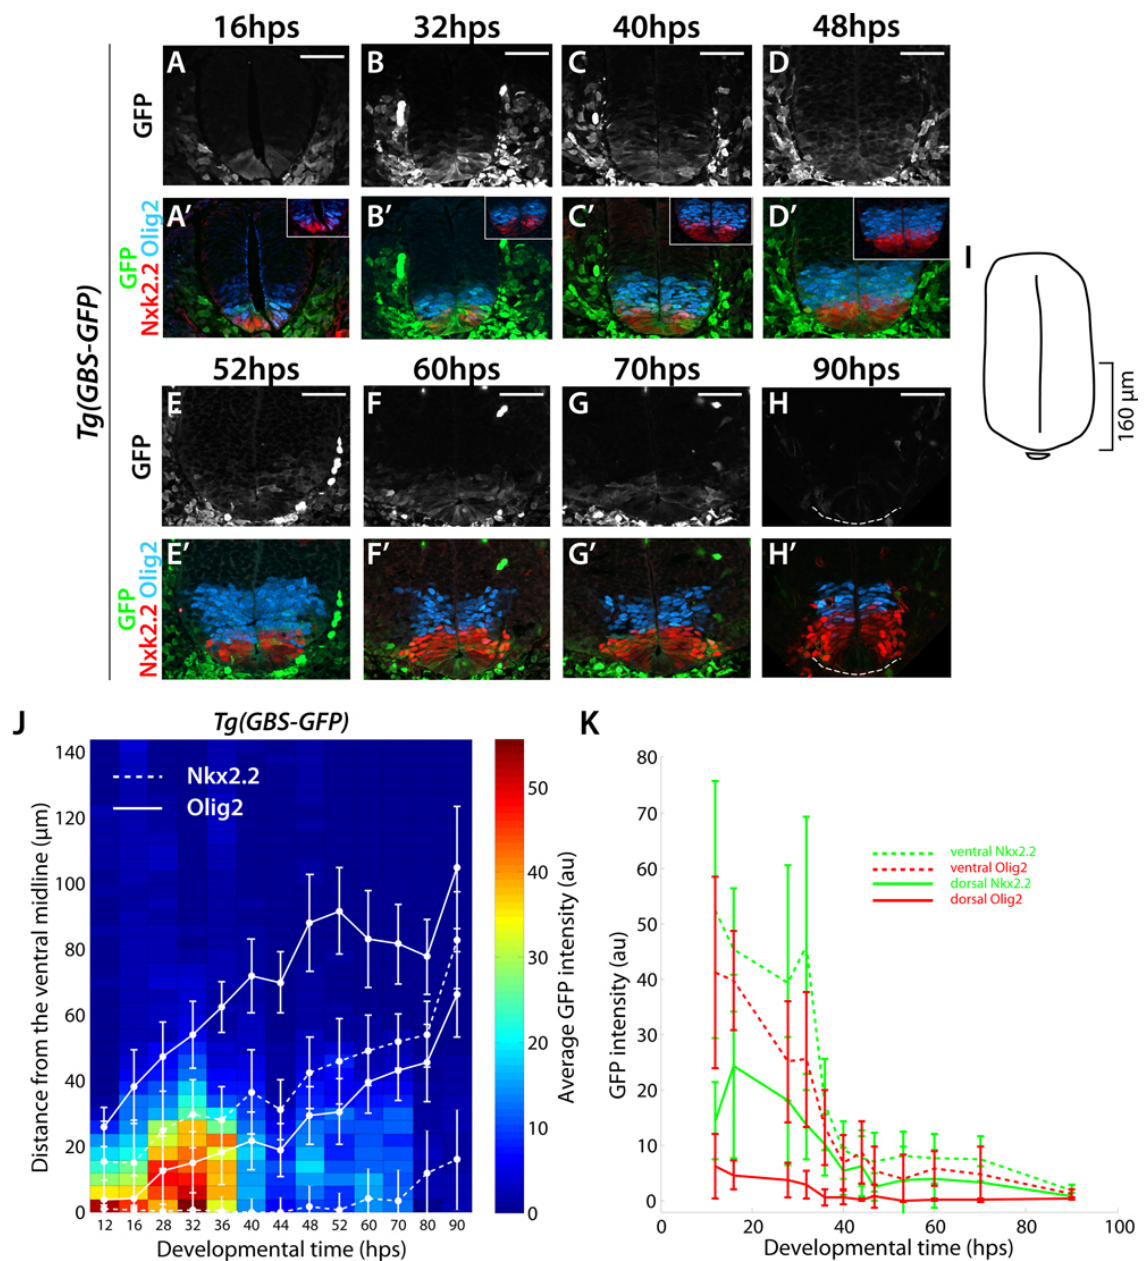 16hps 32hps 40hps 48hps
A B C D
GFP
A′ B′ C′ D′
GFP
Nxk2.2 Olig2
Tg(GBS-GFP)
I
160 μm
52hps 60hps 70hps 90hps
E F G H
GFP
E′ F′ G′ H′
GFP
Nxk2.2 Olig2
J
Tg(GBS-GFP)
Nkx2.2
Olig2
140
120
100
80
60
40
20
0
Distance from the ventral midline (μm)
12 16 28 32 36 40 44 48 52 60 70 80 90
Developmental time (hps)
50
40
30
20
10
0
Average GFP intensity (au)
K
80
70
60
50
40
30
20
10
0
GFP intensity (au)
ventral Nkx2.2
ventral Olig2
dorsal Nkx2.2
dorsal Olig2
0 20 40 60 80 100
Developmental time (hps)